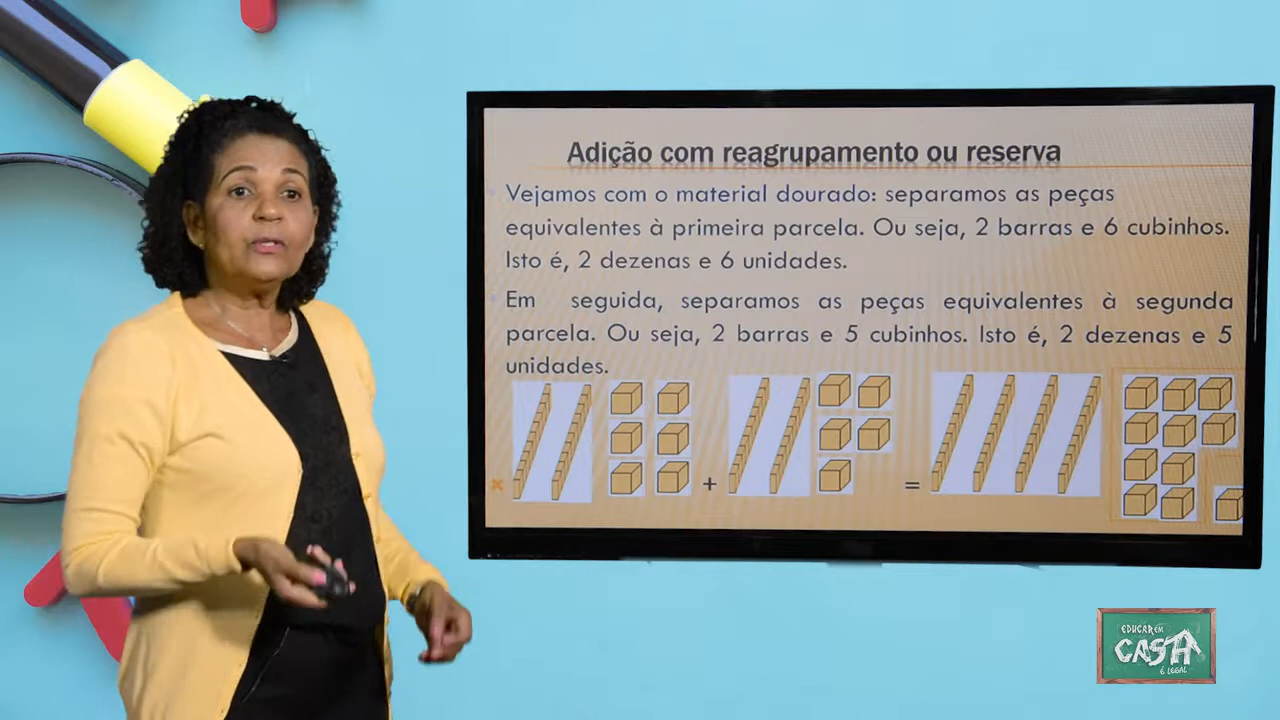 Adição com reagrupamento ou reserva
Vejamos com o material dourado: separamos as peças
equivalentes à primeira parcela. Ou seja, 2 barras e 6 cubinhos.
Isto é, 2 dezenas e 6 unidades.
Em seguida, separamos as peças equivalentes à segunda
parcela. Ou seja, 2 barras e 5 cubinhos. Isto é, 2 dezenas e 5
unidades.
+ =
EDUCAR EM
CASA
É LEGAL